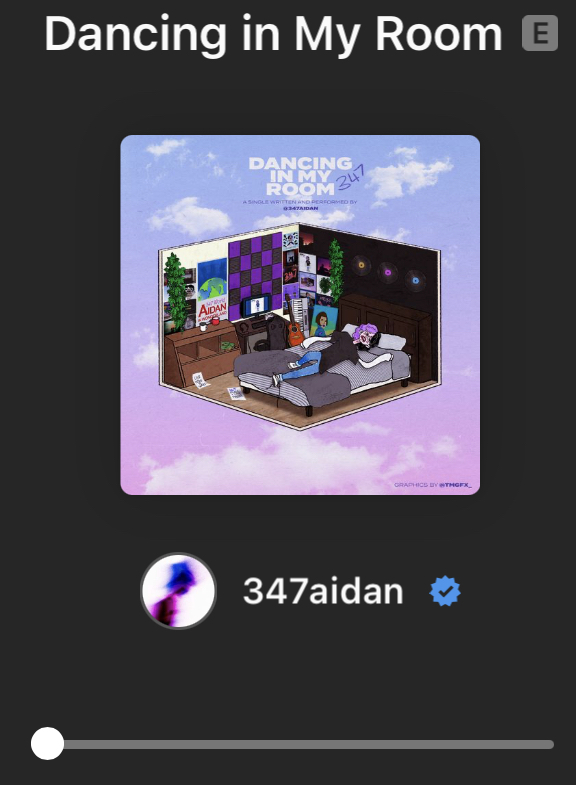 Dancing in My Room E
DANCING
IN MY
ROOM
347
A SINGLE WRITTEN AND PERFORMED BY
@347AIDAN
AIDAN
GRAPHICS BY @TMGFX_
347aidan